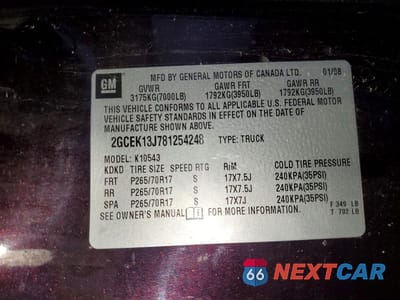 GM
MFD BY GENERAL MOTORS OF CANADA LTD. 01/08
GVWR GAWR FRT GAWR RR
3175KG(7000LB) 1792KG(3950LB) 1792KG(3950LB)
THIS VEHICLE CONFORMS TO ALL APPLICABLE U.S. FEDERAL MOTOR
VEHICLE SAFETY STANDARDS IN EFFECT ON THE DATE OF
MANUFACTURE SHOWN ABOVE.
2GCEK13J781254248 TYPE: TRUCK
MODEL: K10543
KDKD TIRE SIZE SPEED RTG RIM COLD TIRE PRESSURE
FRT P265/70R17 S 17X7.5J 240KPA(35PSI)
RR P265/70R17 S 17X7.5J 240KPA(35PSI)
SPA P265/70R17 S 17X7J 240KPA(35PSI)
SEE OWNER'S MANUAL FOR MORE INFORMATION.
F 349 LB
T 792 LB
66 NEXTCAR